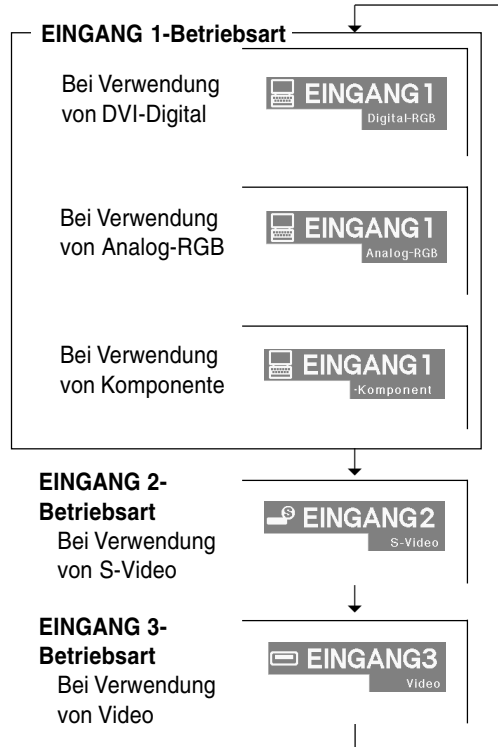 EINGANG 1-Betriebsart
Bei Verwendung
von DVI-Digital
EINGANG1
Digital-RGB
Bei Verwendung
von Analog-RGB
EINGANG1
Analog-RGB
Bei Verwendung
von Komponente
EINGANG1
-Komponent
EINGANG 2-
Betriebsart
Bei Verwendung
von S-Video
S
EINGANG2
S-Video
EINGANG 3-
Betriebsart
Bei Verwendung
von Video
EINGANG3
Video